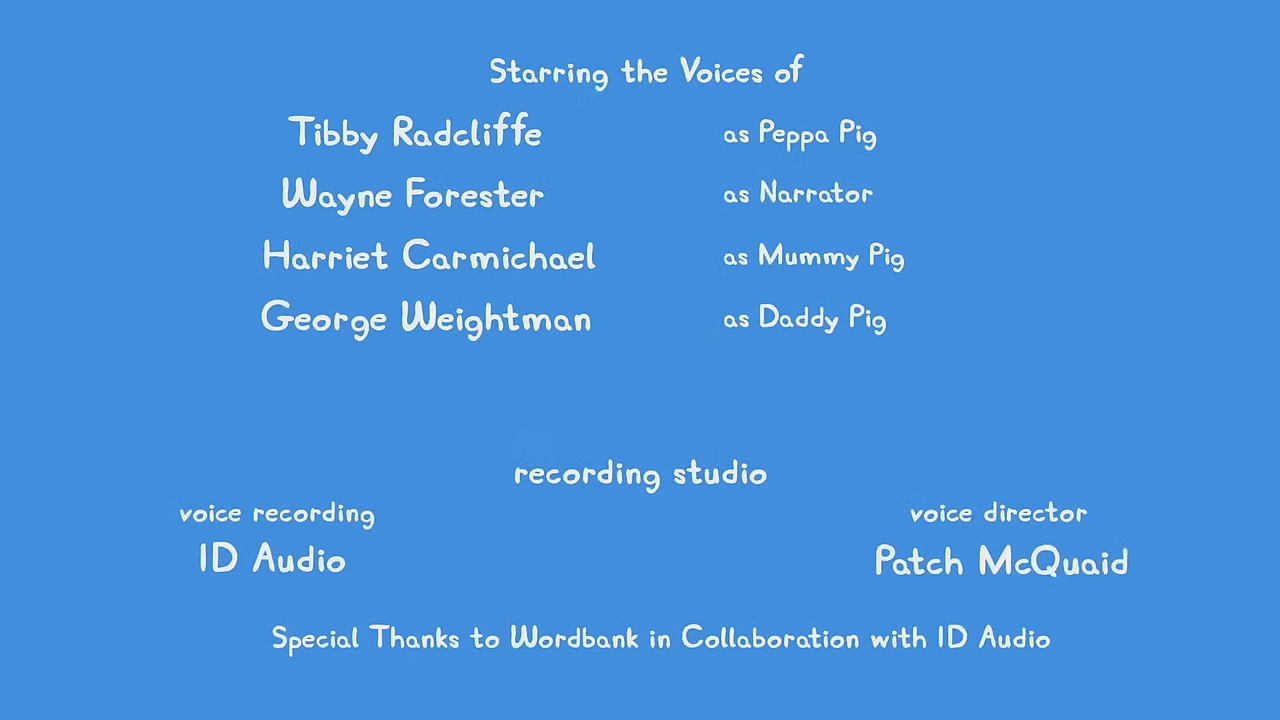 Starring the Voices of
Tibby Radcliffe as Peppa Pig
Wayne Forester as Narrator
Harriet Carmichael as Mummy Pig
George Weightman as Daddy Pig
recording studio
voice recording voice director
ID Audio Patch McQuaid
Special Thanks to Wordbank in Collaboration with ID Audio